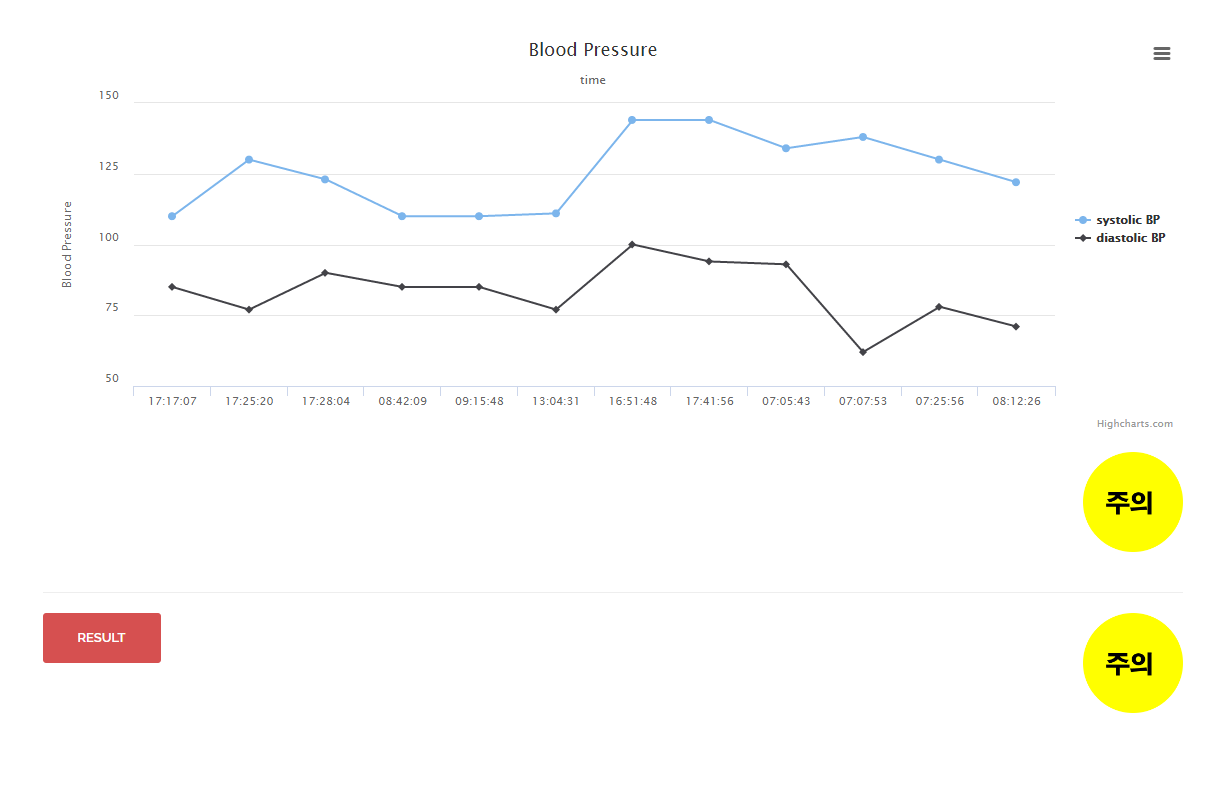 Blood Pressure
time
150
125
100
75
50
Blood Pressure
17:17:07 17:25:20 17:28:04 08:42:09 09:15:48 13:04:31 16:51:48 17:41:56 07:05:43 07:07:53 07:25:56 08:12:26
systolic BP
diastolic BP
Highcharts.com
주의
RESULT
주의